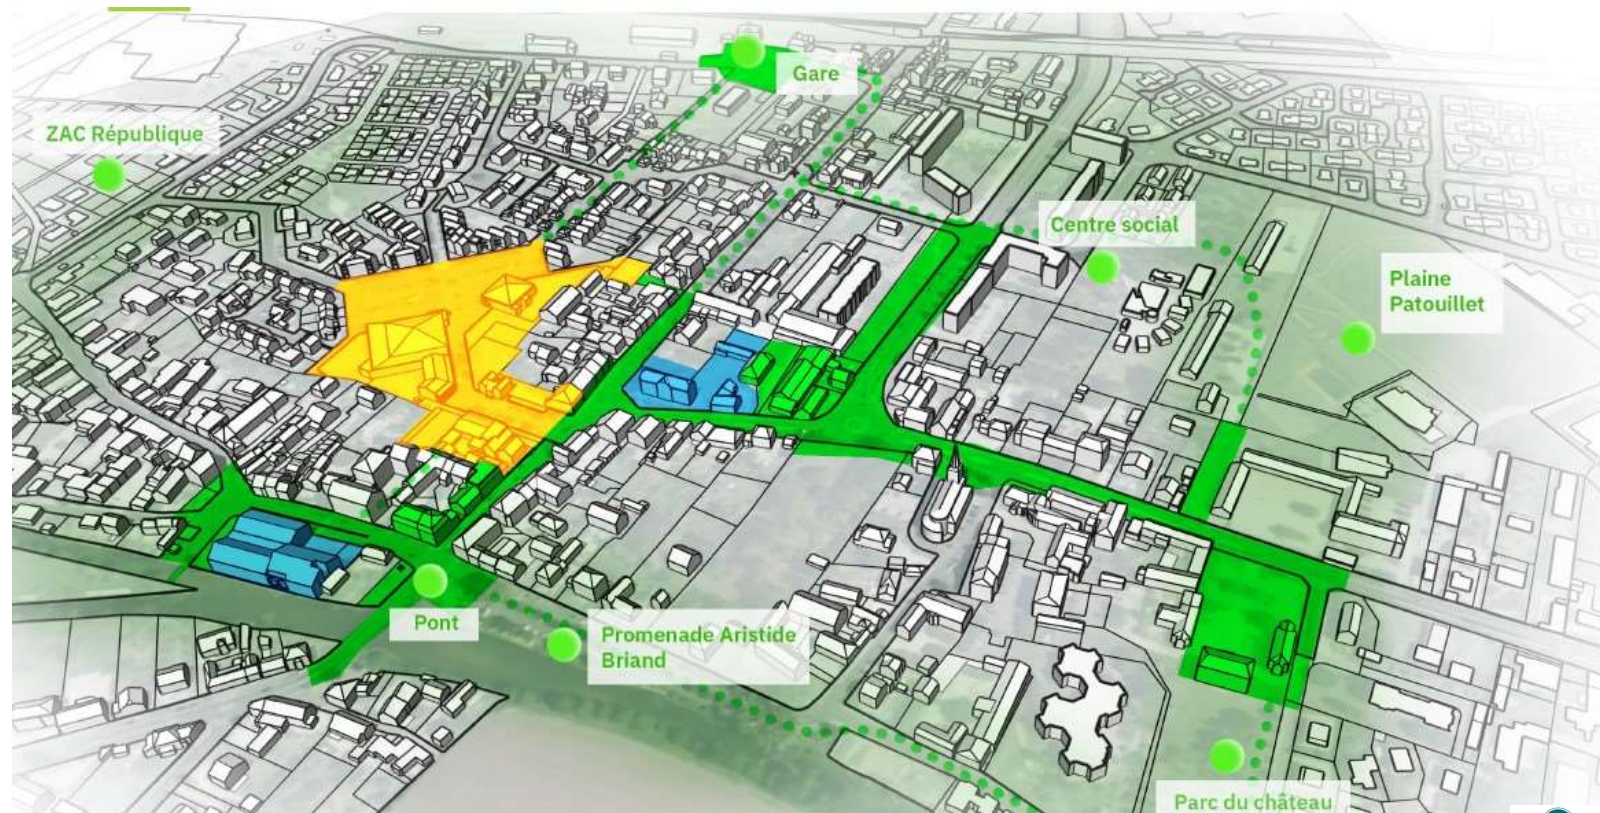 Gare
ZAC République
Centre social
Plaine
Patouillet
Pont
Promenade Aristide
Briand
Parc du château